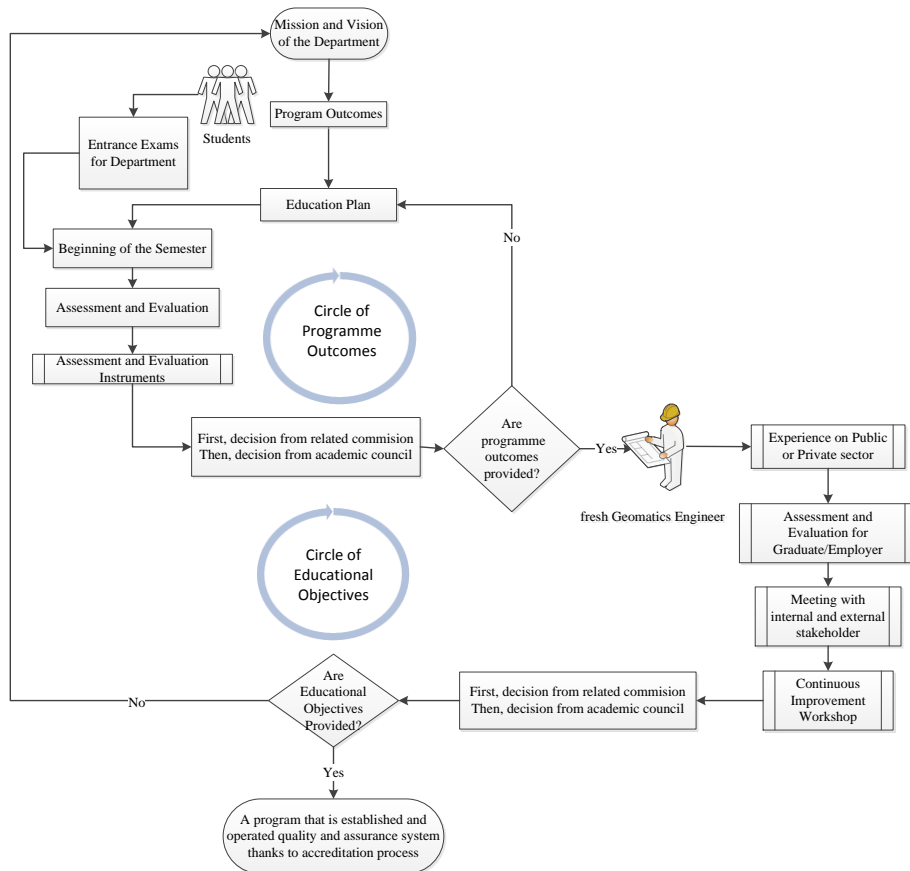 Mission and Vision
of the Department
Program Outcomes
Students
Entrance Exams
for Department
Education Plan
No
Beginning of the Semester
Assessment and Evaluation
Circle of
Programme
Outcomes
Assessment and Evaluation
Instruments
First, decision from related commision
Then, decision from academic council
Are
programme
outcomes
provided?
Yes
fresh Geomatics Engineer
Experience on Public
or Private sector
Assessment and
Evaluation for
Graduate/Employer
Circle of
Educational
Objectives
Meeting with
internal and external
stakeholder
Continuous
Improvement
Workshop
First, decision from related commision
Then, decision from academic council
Are
Educational
Objectives
Provided?
No
Yes
A program that is established and
operated quality and assurance system
thanks to accreditation process